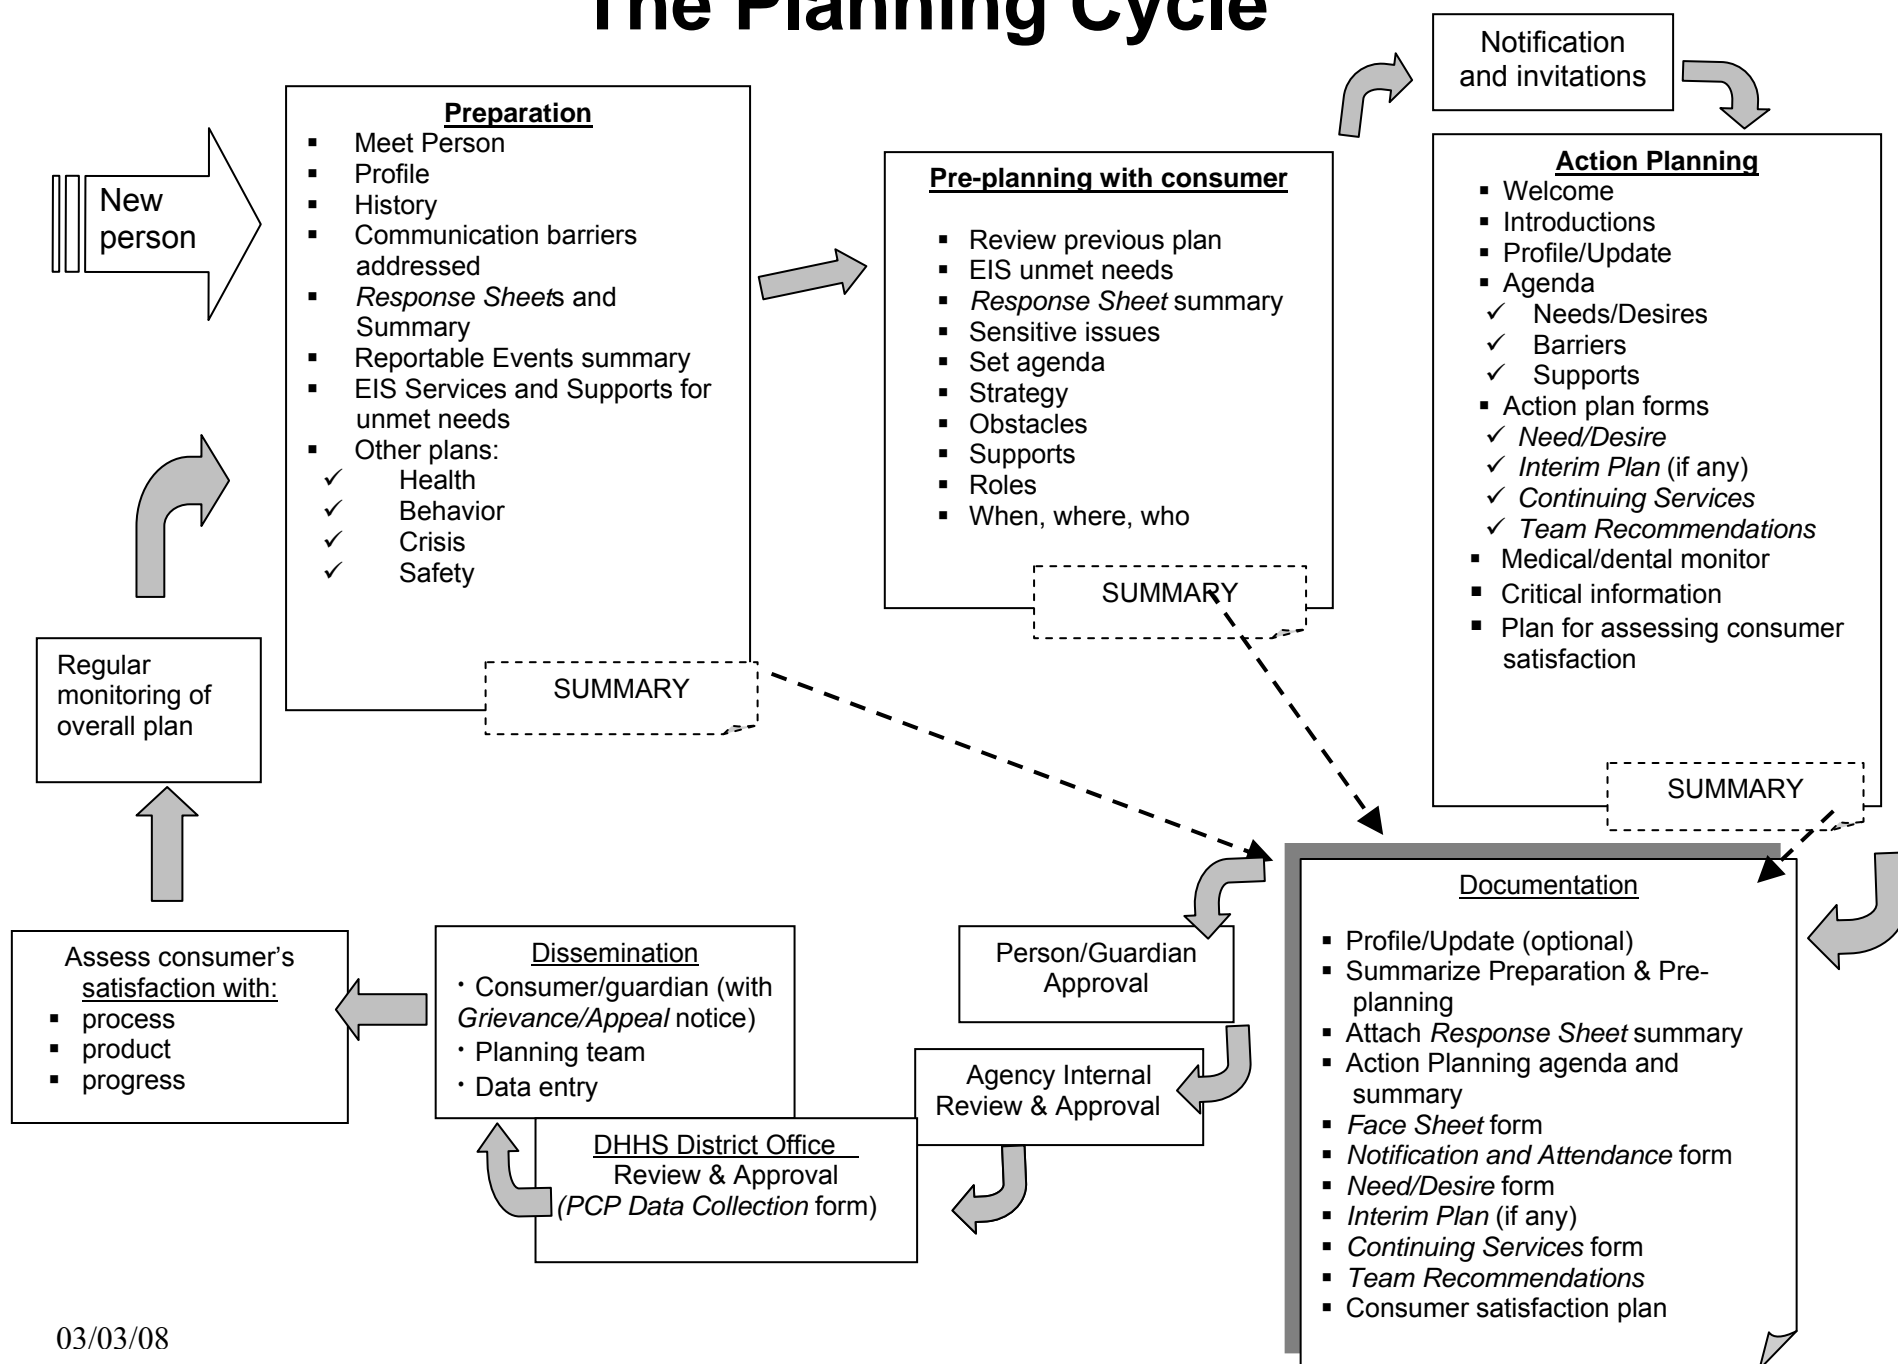 The Planning Cycle
New
person
Preparation
▪ Meet Person
▪ Profile
▪ History
▪ Communication barriers
addressed
▪ Response Sheets and
Summary
▪ Reportable Events summary
▪ EIS Services and Supports for
unmet needs
▪ Other plans:
✓ Health
✓ Behavior
✓ Crisis
✓ Safety
SUMMARY
Pre-planning with consumer
▪ Review previous plan
▪ EIS unmet needs
▪ Response Sheet summary
▪ Sensitive issues
▪ Set agenda
▪ Strategy
▪ Obstacles
▪ Supports
▪ Roles
▪ When, where, who
SUMMARY
Notification
and invitations
Action Planning
▪ Welcome
▪ Introductions
▪ Profile/Update
▪ Agenda
✓ Needs/Desires
✓ Barriers
✓ Supports
▪ Action plan forms
✓ Need/Desire
✓ Interim Plan (if any)
✓ Continuing Services
✓ Team Recommendations
▪ Medical/dental monitor
▪ Critical information
▪ Plan for assessing consumer
satisfaction
SUMMARY
Documentation
▪ Profile/Update (optional)
▪ Summarize Preparation & Pre-
planning
▪ Attach Response Sheet summary
▪ Action Planning agenda and
summary
▪ Face Sheet form
▪ Notification and Attendance form
▪ Need/Desire form
▪ Interim Plan (if any)
▪ Continuing Services form
▪ Team Recommendations
▪ Consumer satisfaction plan
Person/Guardian
Approval
Agency Internal
Review & Approval
DHHS District Office
Review & Approval
(PCP Data Collection form)
Dissemination
· Consumer/guardian (with
Grievance/Appeal notice)
· Planning team
· Data entry
Assess consumer's
satisfaction with:
▪ process
▪ product
▪ progress
Regular
monitoring of
overall plan
03/03/08